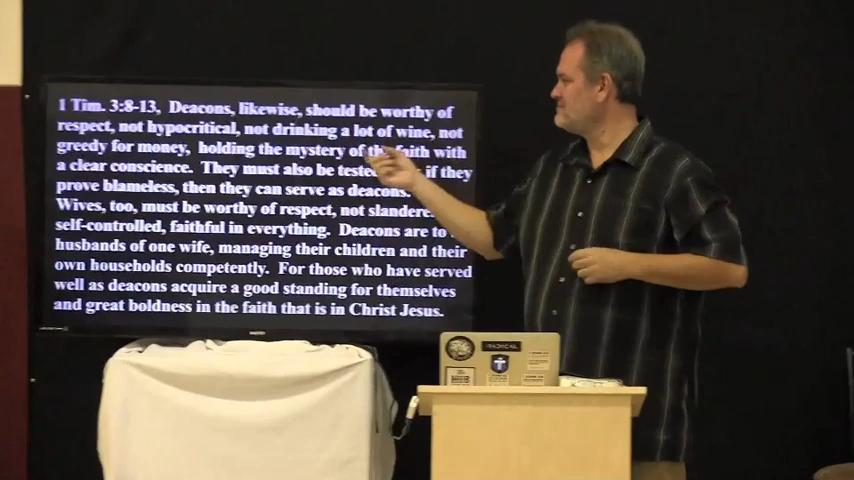 1 Tim. 3:8-13, Deacons, likewise, should be worthy of
respect, not hypocritical, not drinking a lot of wine, not
greedy for money, holding the mystery of the faith with
a clear conscience. They must also be tested if they
prove blameless, then they can serve as deacons.
Wives, too, must be worthy of respect, not slanderers,
self-controlled, faithful in everything. Deacons are to
husbands of one wife, managing their children and their
own households competently. For those who have served
well as deacons acquire a good standing for themselves
and great boldness in the faith that is in Christ Jesus.
RADICAL